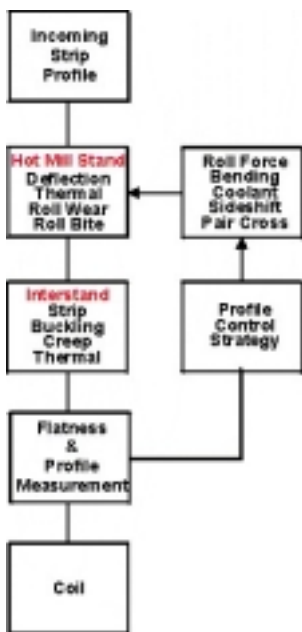 Incoming
Strip
Profile
Hot Mill Stand
Deflection
Thermal
Roll Wear
Roll Bite
Roll Force
Bending
Coolant
Sideshift
Pair Cross
Interstand
Strip
Buckling
Creep
Thermal
Profile
Control
Strategy
Flatness
&
Profile
Measurement
Coil